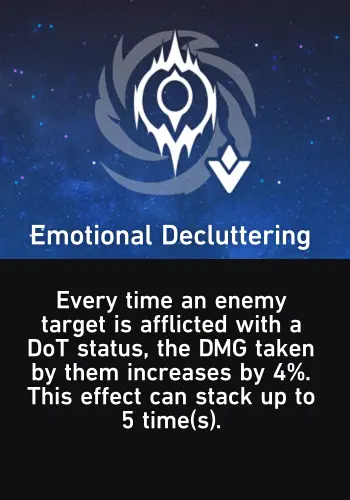 Emotional Decluttering
Every time an enemy
target is afflicted with a
DoT status, the DMG taken
by them increases by 4%.
This effect can stack up to
5 time(s).